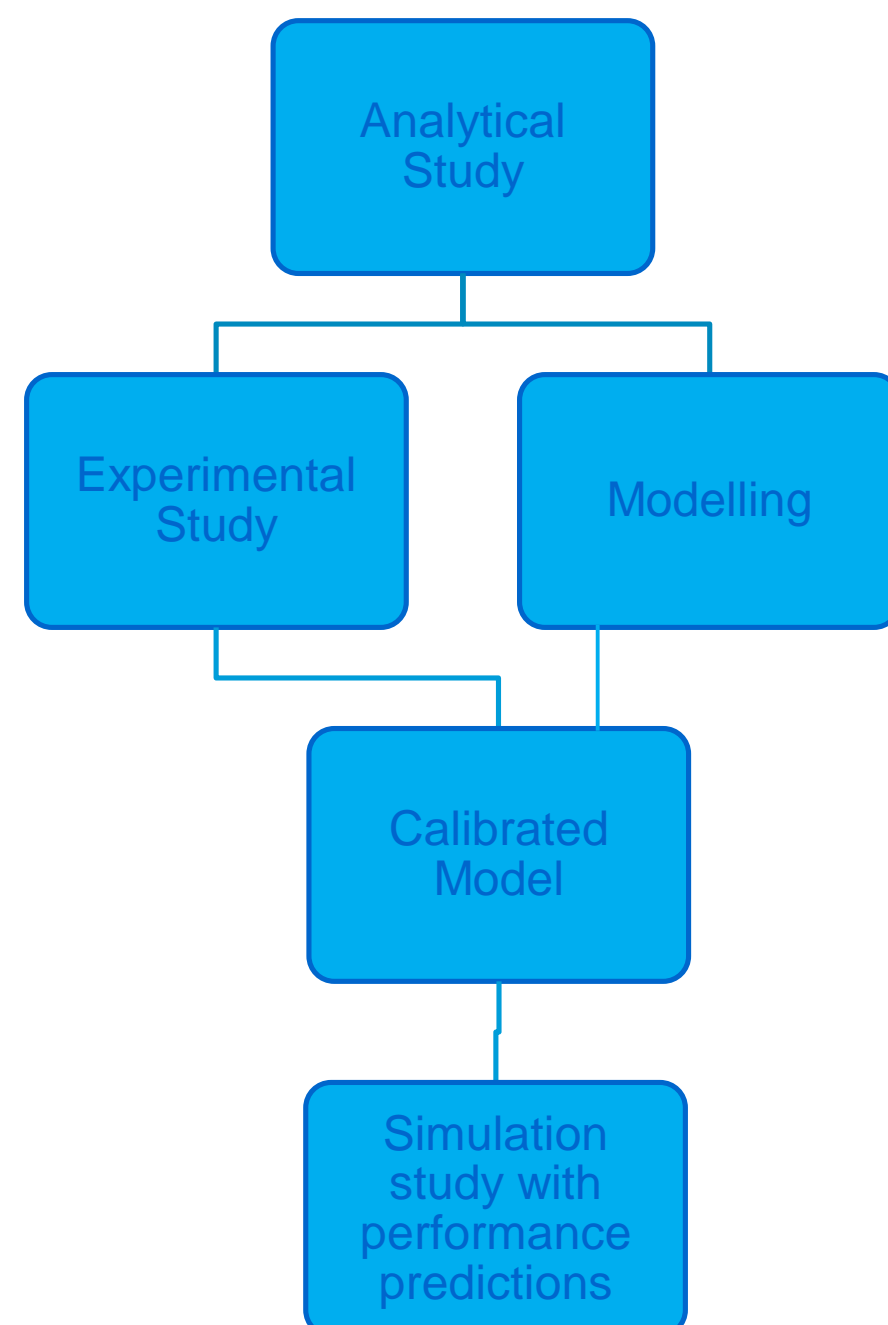 Analytical
Study
Experimental
Study
Modelling
Calibrated
Model
Simulation
study with
performance
predictions